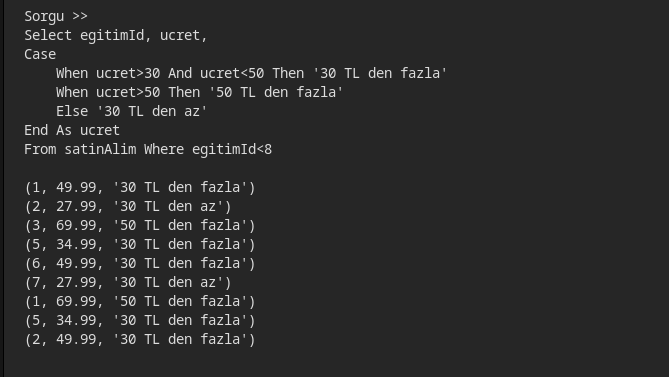 Sorgu >>
Select egitimId, ucret,
Case
    When ucret>30 And ucret<50 Then '30 TL den fazla'
    When ucret>50 Then '50 TL den fazla'
    Else '30 TL den az'
End As ucret
From satinAlim Where egitimId<8

(1, 49.99, '30 TL den fazla')
(2, 27.99, '30 TL den az')
(3, 69.99, '50 TL den fazla')
(5, 34.99, '30 TL den fazla')
(6, 49.99, '30 TL den fazla')
(7, 27.99, '30 TL den az')
(1, 69.99, '50 TL den fazla')
(5, 34.99, '30 TL den fazla')
(2, 49.99, '30 TL den fazla')